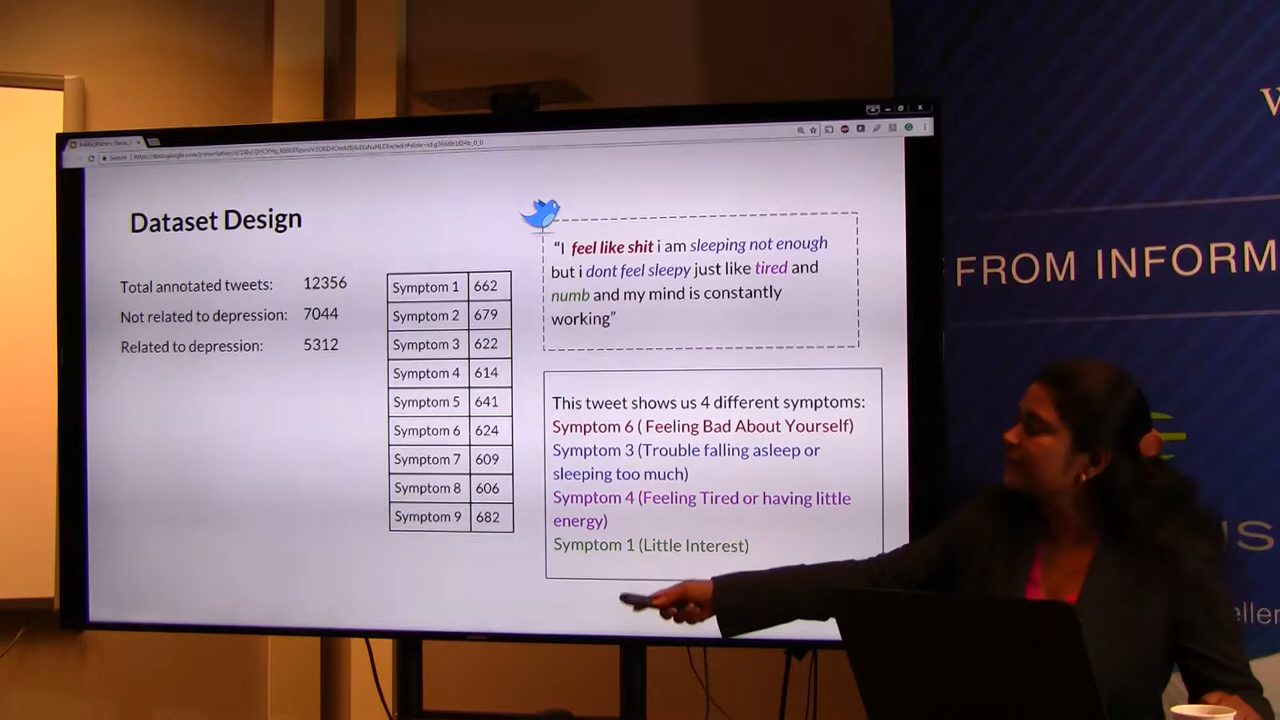 Dataset Design
Total annotated tweets: 12356
Not related to depression: 7044
Related to depression: 5312
Symptom 1 662
Symptom 2 679
Symptom 3 622
Symptom 4 614
Symptom 5 641
Symptom 6 624
Symptom 7 609
Symptom 8 606
Symptom 9 682
“I feel like shit i am sleeping not enough
but i dont feel sleepy just like tired and
numb and my mind is constantly
working”
This tweet shows us 4 different symptoms:
Symptom 6 ( Feeling Bad About Yourself)
Symptom 3 (Trouble falling asleep or
sleeping too much)
Symptom 4 (Feeling Tired or having little
energy)
Symptom 1 (Little Interest)
FROM INFORM